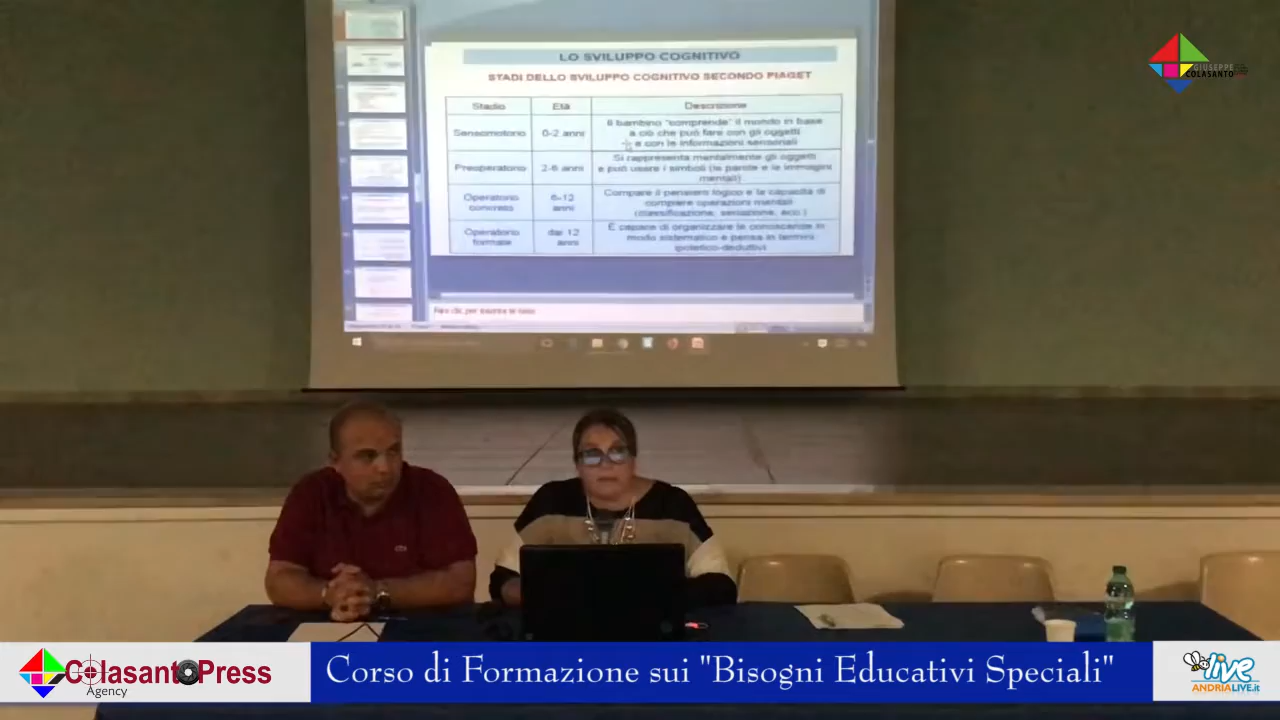 LO SVILUPPO COGNITIVO
STADI DELLO SVILUPPO COGNITIVO SECONDO PIAGET
Stadio Età Descrizione
Sensomotorio 0-2 anni Il bambino "comprende" il mondo in base
a ciò che può fare con gli oggetti
e con le informazioni sensoriali
Preoperatorio 2-6 anni Si rappresenta mentalmente gli oggetti
e può usare i simboli (le parole e le immagini
mentali)
Operatorio
concreto
6-12
anni
Compare il pensiero logico e la capacità di
compiere operazioni mentali
(classificazione, seriazione, ecc.)
Operatorio
formale
dai 12
anni
È capace di organizzare le conoscenze in
modo sistematico e pensa in termini
ipotetico-deduttivi
GIUSEPPE
COLASANTO
ColasantoPress
Agency
Corso di Formazione sui "Bisogni Educativi Speciali"
live
ANDRIALIVE.it